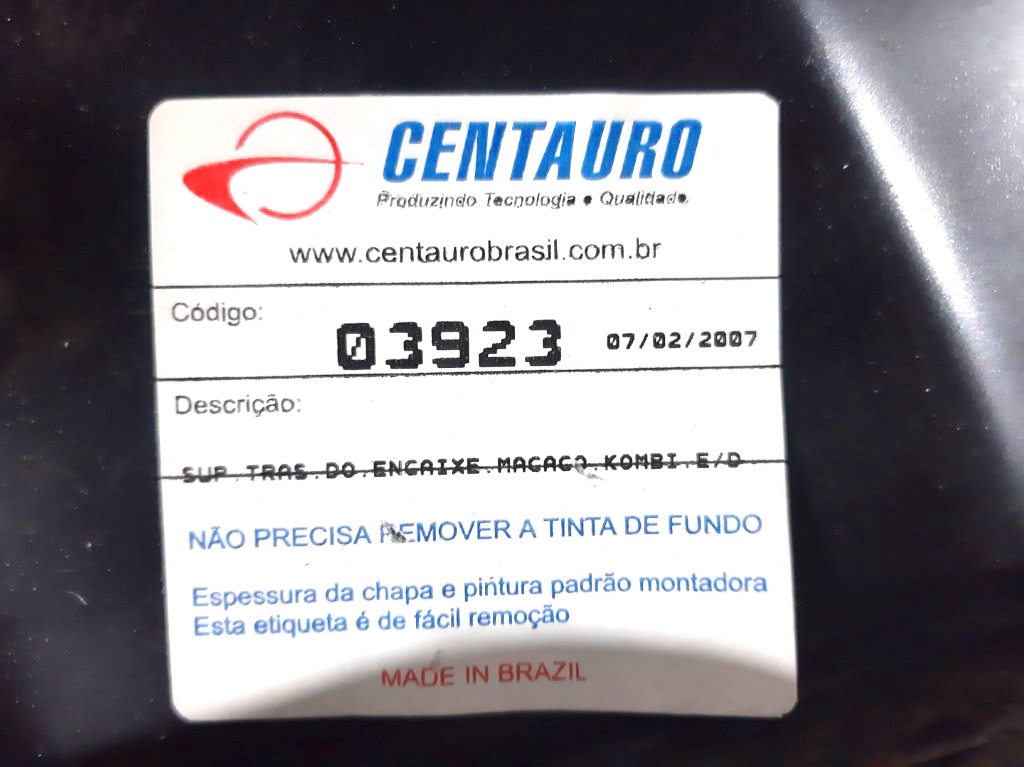 CENTAURO
Produzindo Tecnologia e Qualidade
www.centaurobrasil.com.br
Código:
03923 07/02/2007
Descrição:
SUP.TRAS.DO.ENCAIXE.MACACO.KOMBI.E/D
NÃO PRECISA REMOVER A TINTA DE FUNDO
Espessura da chapa e pintura padrão montadora
Esta etiqueta é de fácil remoção
MADE IN BRAZIL